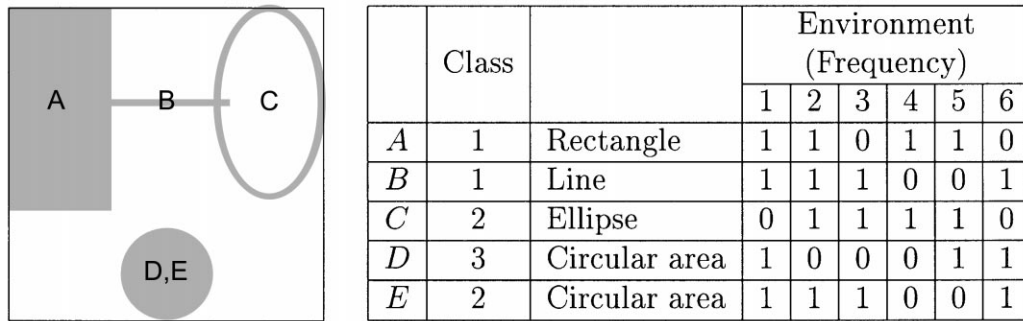 A
B
C
D,E
Class
Environment
(Frequency)
1 2 3 4 5 6
A 1 Rectangle 1 1 0 1 1 0
B 1 Line 1 1 1 0 0 1
C 2 Ellipse 0 1 1 1 1 0
D 3 Circular area 1 0 0 0 1 1
E 2 Circular area 1 1 1 0 0 1